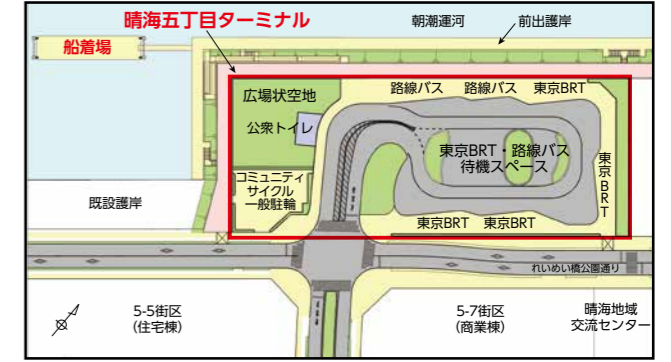 晴海五丁目ターミナル
朝潮運河
前出護岸
船着場
広場状空地
公衆トイレ
路線バス
路線バス
東京BRT
東京BRT・路線バス
待機スペース
東京BRT
コミュニティ
サイクル
一般駐輪
既設護岸
東京BRT
東京BRT
れいめい橋公園通り
5-5街区
(住宅棟)
5-7街区
(商業棟)
晴海地域
交流センター